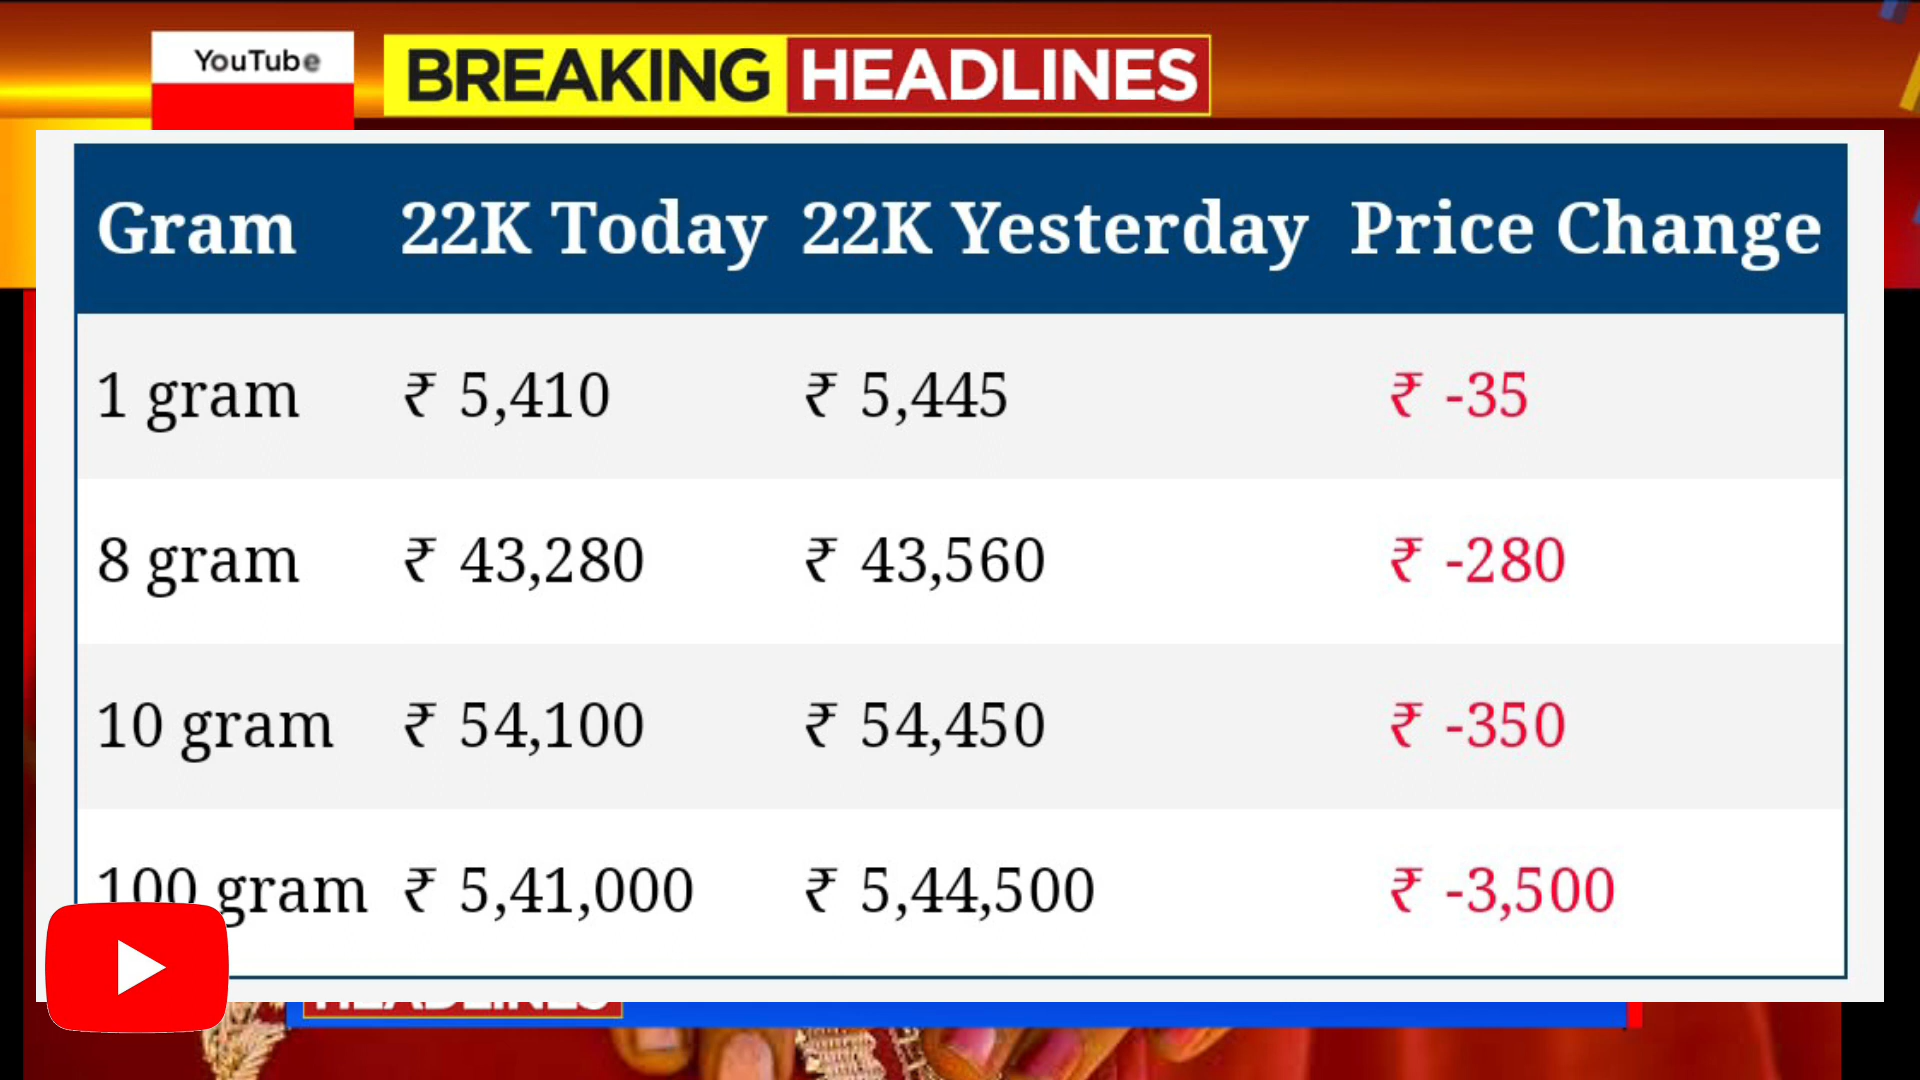 YouTube
BREAKING HEADLINES
Gram 22K Today 22K Yesterday Price Change
1 gram ₹ 5,410 ₹ 5,445 ₹ -35
8 gram ₹ 43,280 ₹ 43,560 ₹ -280
10 gram ₹ 54,100 ₹ 54,450 ₹ -350
100 gram ₹ 5,41,000 ₹ 5,44,500 ₹ -3,500
HEADLINES